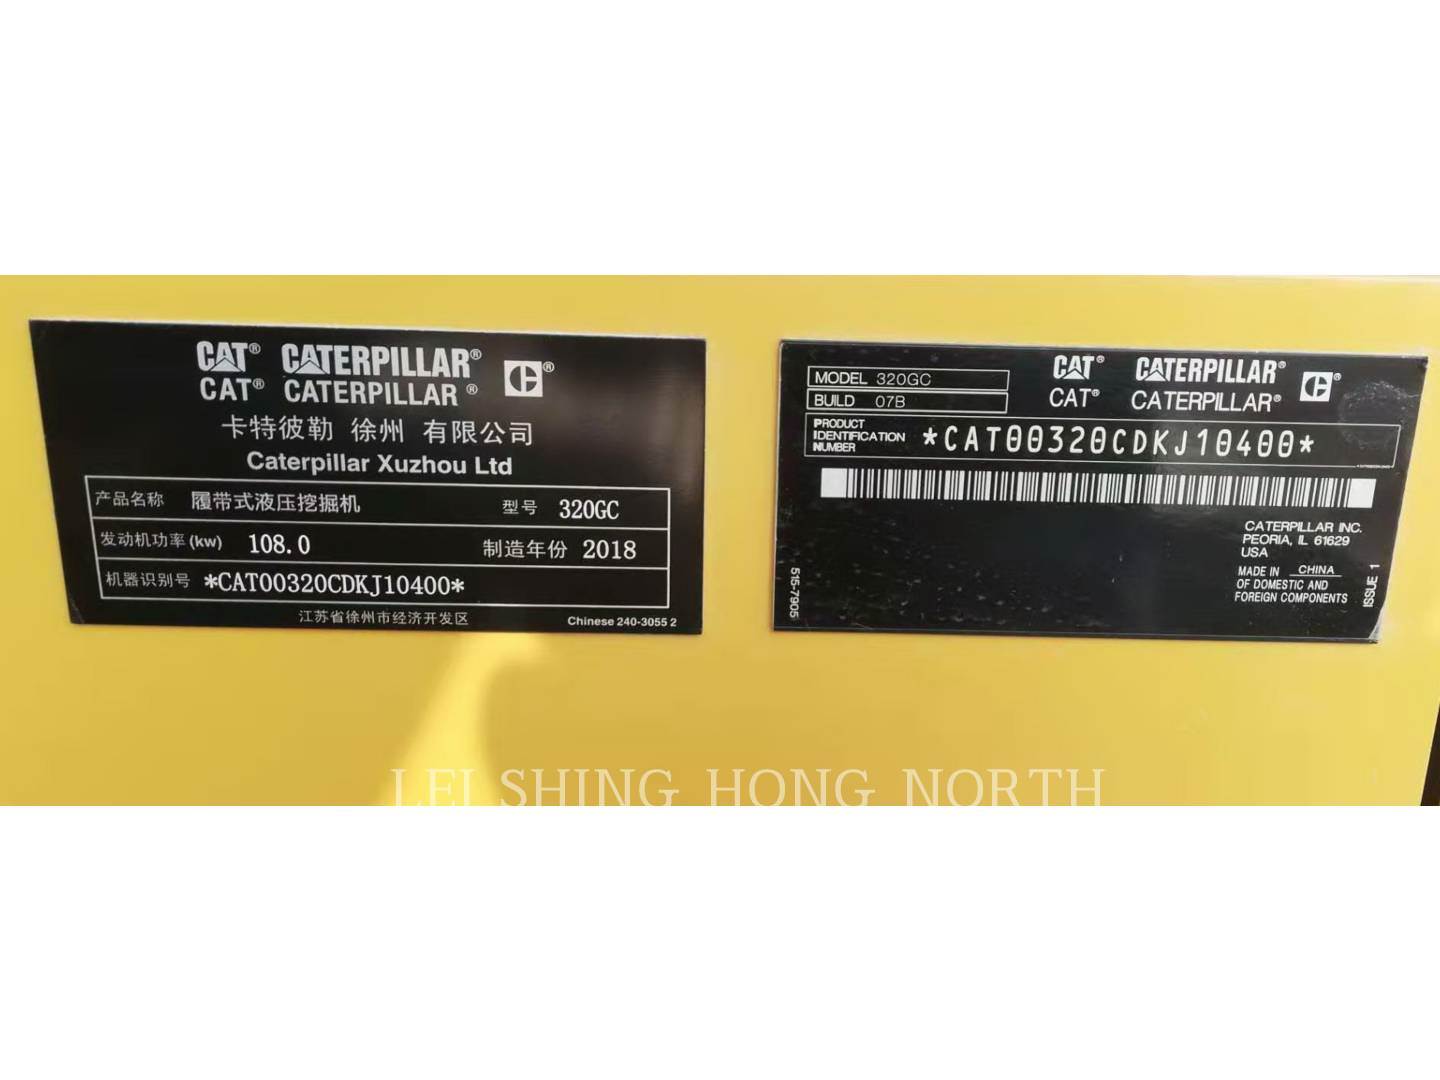 CAT® CATERPILLAR®
CAT® CATERPILLAR®
卡特彼勒 徐州 有限公司
Caterpillar Xuzhou Ltd
产品名称 履带式液压挖掘机 型号 320GC
发动机功率(kw) 108.0 制造年份 2018
机器识别号 *CAT00320CDKJ10400*
江苏省徐州市经济开发区 Chinese 240-3055 2
MODEL 320GC
BUILD 07B
CAT® CATERPILLAR®
CAT® CATERPILLAR®
PRODUCT
IDENTIFICATION
NUMBER
*CAT00320CDKJ10400*
CATERPILLAR INC.
PEORIA, IL 61629
USA
MADE IN CHINA
OF DOMESTIC AND
FOREIGN COMPONENTS
515-7905
ISSUE 1
LEI SHING HONG NORTH